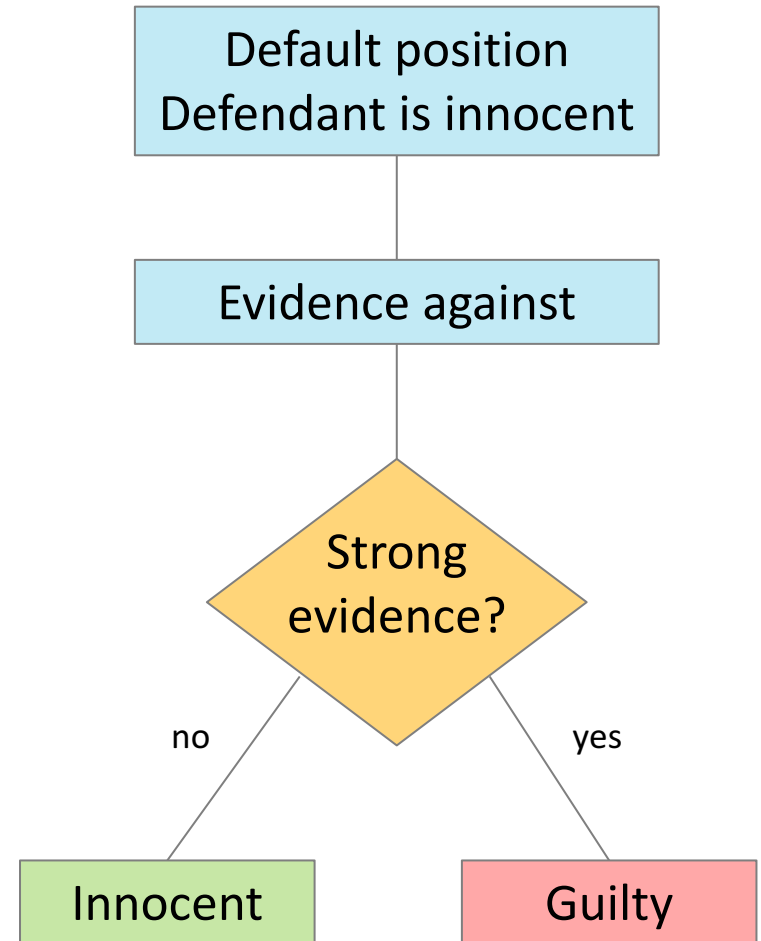 Default position
Defendant is innocent
Evidence against
Strong
evidence?
no
yes
Innocent
Guilty